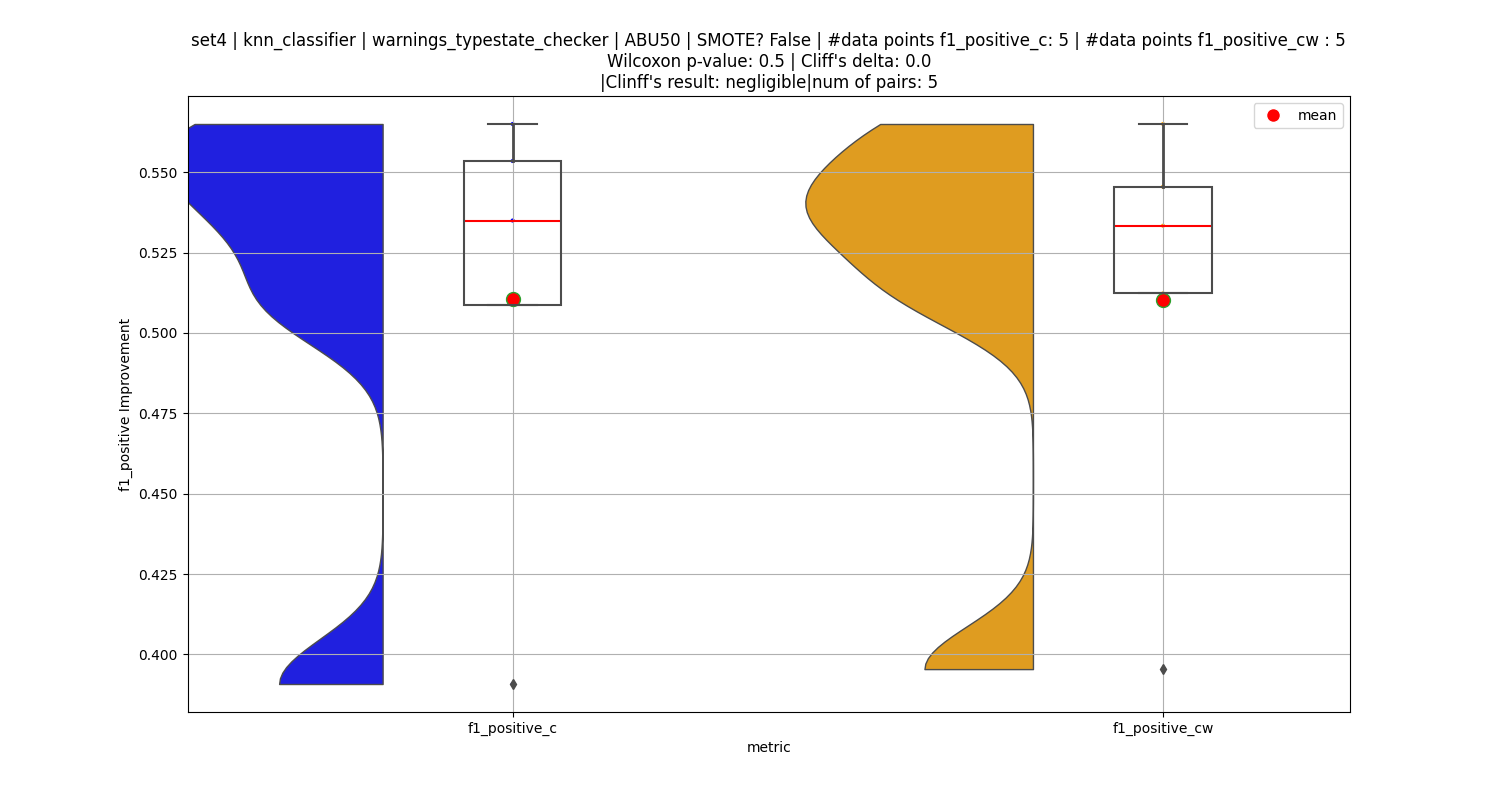 set4 | knn_classifier | warnings_typestate_checker | ABU50 | SMOTE? False | #data points f1_positive_c: 5 | #data points f1_positive_cw : 5
Wilcoxon p-value: 0.5 | Cliff's delta: 0.0
|Clinff's result: negligible|num of pairs: 5
mean
0.550
0.525
0.500
0.475
0.450
0.425
0.400
f1_positive Improvement
f1_positive_c
f1_positive_cw
metric